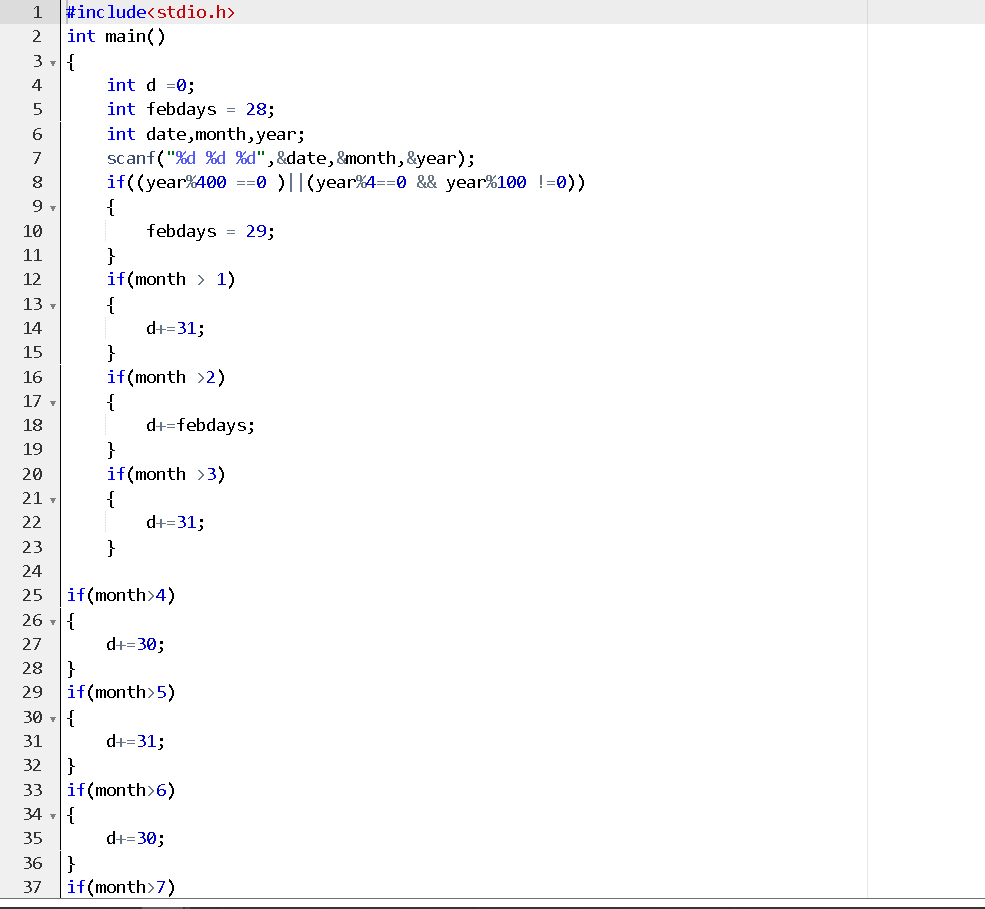 1 #include<stdio.h>
2 int main()
3 {
4 int d =0;
5 int febdays = 28;
6 int date,month,year;
7 scanf("%d %d %d",&date,&month,&year);
8 if((year%400 ==0 )||(year%4==0 && year%100 !=0))
9 {
10 febdays = 29;
11 }
12 if(month > 1)
13 {
14 d+=31;
15 }
16 if(month >2)
17 {
18 d+=febdays;
19 }
20 if(month >3)
21 {
22 d+=31;
23 }
24
25 if(month>4)
26 {
27 d+=30;
28 }
29 if(month>5)
30 {
31 d+=31;
32 }
33 if(month>6)
34 {
35 d+=30;
36 }
37 if(month>7)